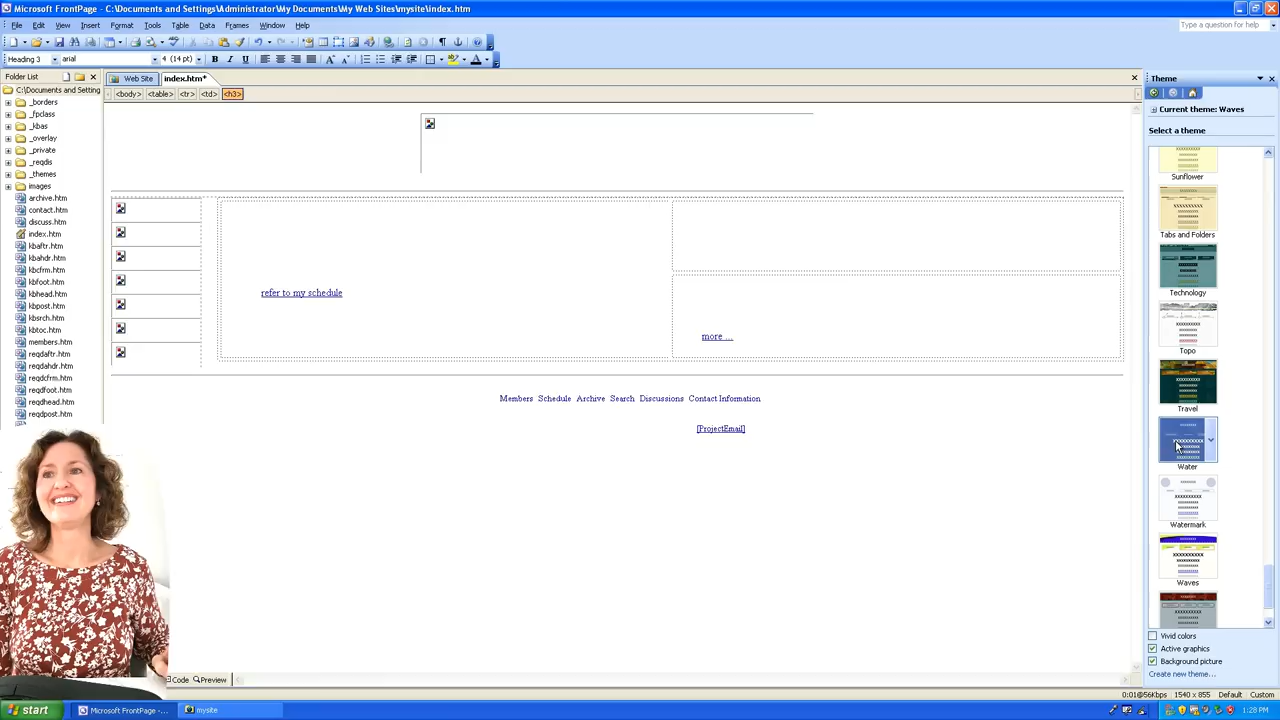 Microsoft FrontPage - C:\Documents and Settings\Administrator\My Documents\My Web Sites\mysite\index.htm
File Edit View Insert Format Tools Table Data Frames Window Help
Type a question for help
Heading 3 arial 4 (14 pt)
Folder List
Web Site index.htm*
Theme
C:\Documents and Setting
<body> <table> <tr> <td> <h3>
Current theme: Waves
Select a theme
_borders
_fpclass
_kbas
_overlay
_private
_reqdis
_themes
images
archive.htm
contact.htm
discuss.htm
index.htm
kbaftr.htm
kbahdr.htm
kbcfrm.htm
kbfoot.htm
kbhead.htm
kbpost.htm
kbsrch.htm
kbtoc.htm
members.htm
reqdaftr.htm
reqdahdr.htm
reqdcfrm.htm
reqdfoot.htm
reqdhead.htm
reqdpost.htm
refer to my schedule
more ...
Members Schedule Archive Search Discussions Contact Information
[ProjectEmail]
Sunflower
Tabs and Folders
Technology
Topo
Travel
Water
Watermark
Waves
Vivid colors
Active graphics
Background picture
Create new theme...
Code Preview
0:01@56Kbps 1540 x 855 Default Custom
start Microsoft FrontPage - ... mysite 1:28 PM